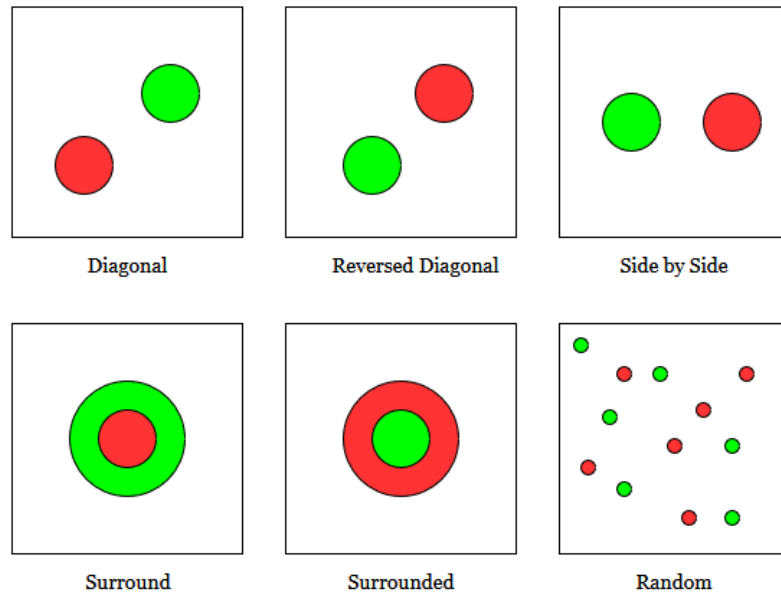 Diagonal
Reversed Diagonal
Side by Side
Surround
Surrounded
Random